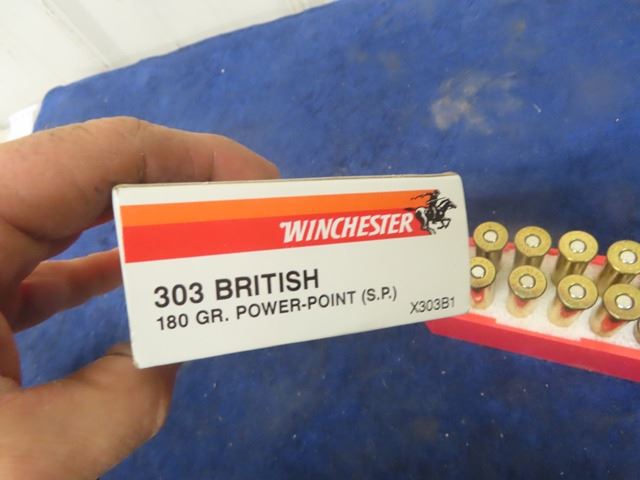 WINCHESTER
303 BRITISH
180 GR. POWER-POINT (S.P.)
X303B1